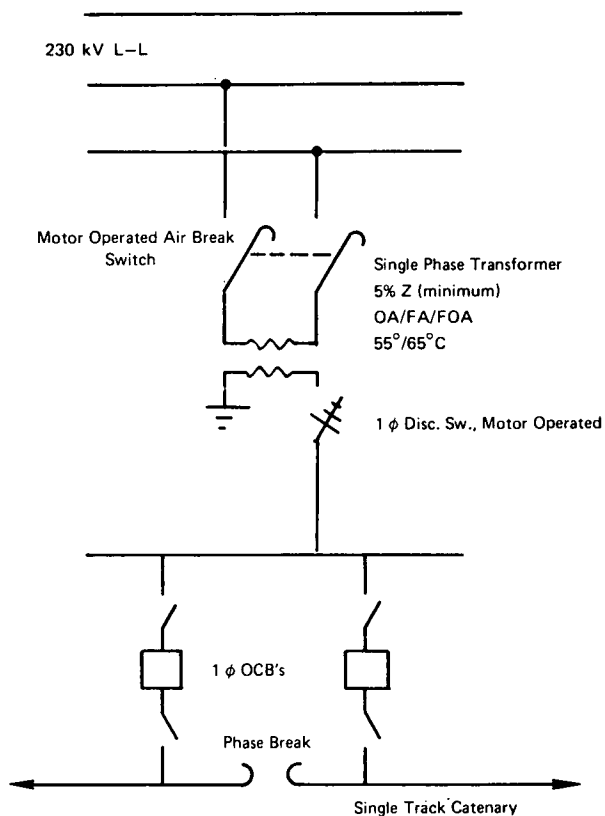 230 kV L–L
Motor Operated Air Break
Switch
Single Phase Transformer
5% Z (minimum)
OA/FA/FOA
55°/65°C
1 ϕ Disc. Sw., Motor Operated
1 ϕ OCB's
Phase Break
Single Track Catenary